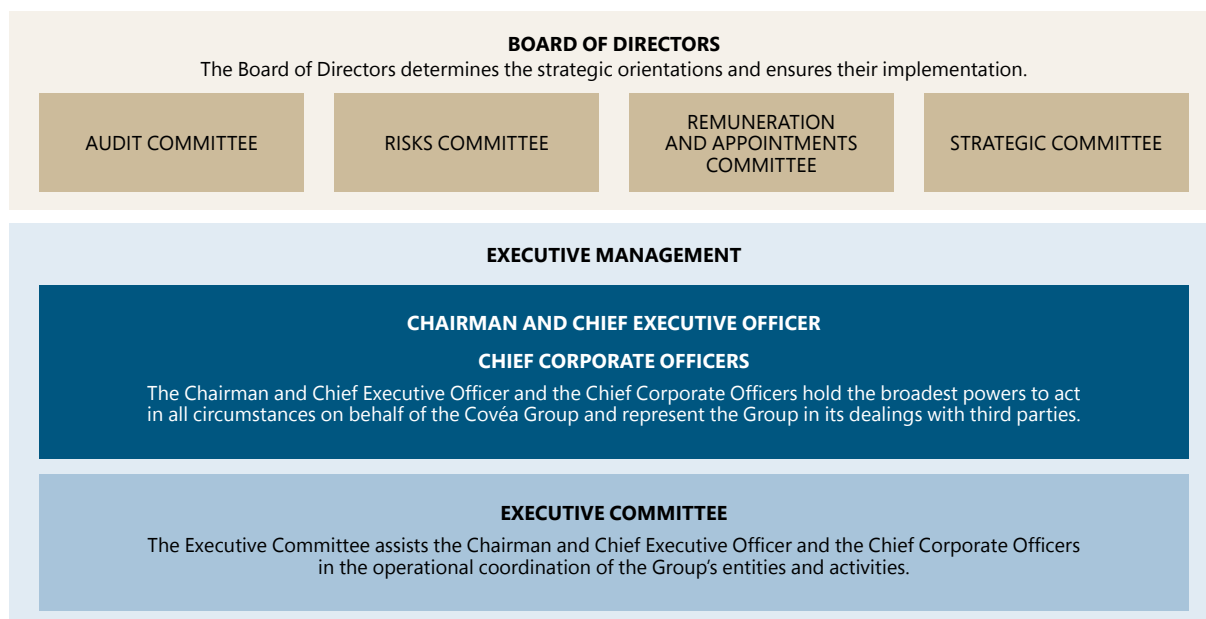 BOARD OF DIRECTORS
The Board of Directors determines the strategic orientations and ensures their implementation.
AUDIT COMMITTEE
RISKS COMMITTEE
REMUNERATION
AND APPOINTMENTS
COMMITTEE
STRATEGIC COMMITTEE
EXECUTIVE MANAGEMENT
CHAIRMAN AND CHIEF EXECUTIVE OFFICER
CHIEF CORPORATE OFFICERS
The Chairman and Chief Executive Officer and the Chief Corporate Officers hold the broadest powers to act
in all circumstances on behalf of the Covéa Group and represent the Group in its dealings with third parties.
EXECUTIVE COMMITTEE
The Executive Committee assists the Chairman and Chief Executive Officer and the Chief Corporate Officers
in the operational coordination of the Group’s entities and activities.